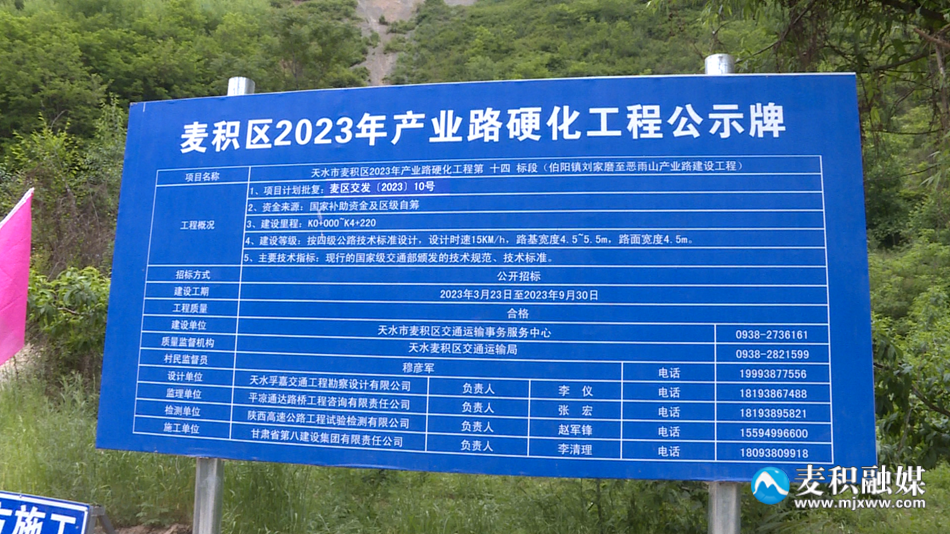 麦积区2023年产业路硬化工程公示牌
项目名称 天水市麦积区2023年产业路硬化工程第 十四 标段（伯阳镇刘家磨至恶雨山产业路建设工程）
工程概况
1、项目计划批复：麦区交发〔2023〕10号
2、资金来源：国家补助资金及区级自筹
3、建设里程：K0+000~K4+220
4、建设等级：按四级公路技术标准设计，设计时速15KM/h，路基宽度4.5~5.5m，路面宽度4.5m。
5、主要技术指标：现行的国家级交通部颁发的技术规范、技术标准。
招标方式 公开招标
建设工期 2023年3月23日至2023年9月30日
工程质量 合格
建设单位 天水市麦积区交通运输事务服务中心 0938-2736161
质量监督机构 天水麦积区交通运输局 0938-2821599
村民监督员 穆彦军 电话 19993877556
设计单位 天水孚嘉交通工程勘察设计有限公司 负责人 李 仪 电话 18193867488
监理单位 平凉通达路桥工程咨询有限责任公司 负责人 张 宏 电话 18193895821
检测单位 陕西高速公路工程试验检测有限公司 负责人 赵军锋 电话 15594996600
施工单位 甘肃省第八建设集团有限责任公司 负责人 李清理 电话 18093809918
方施工
麦积融媒
www.mjxww.com